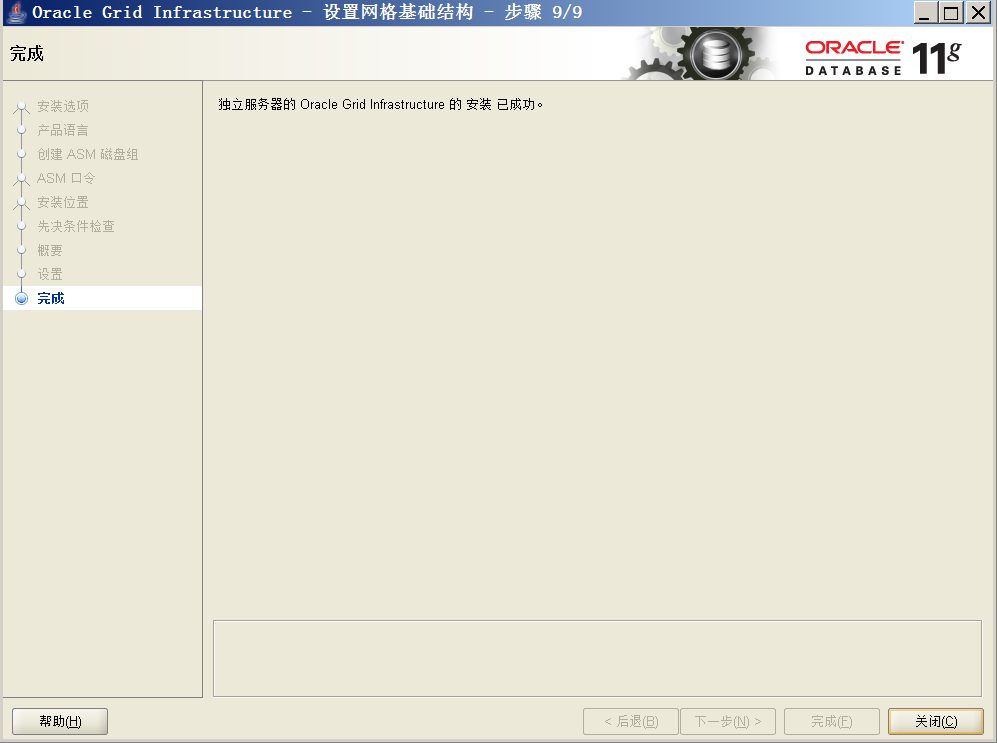 Oracle Grid Infrastructure - 设置网格基础结构 - 步骤 9/9
完成
ORACLE
DATABASE
11g
安装选项
产品语言
创建 ASM 磁盘组
ASM 口令
安装位置
先决条件检查
概要
设置
完成
独立服务器的 Oracle Grid Infrastructure 的 安装 已成功。
帮助(H)
< 后退(B)
下一步(N) >
完成(F)
关闭(C)